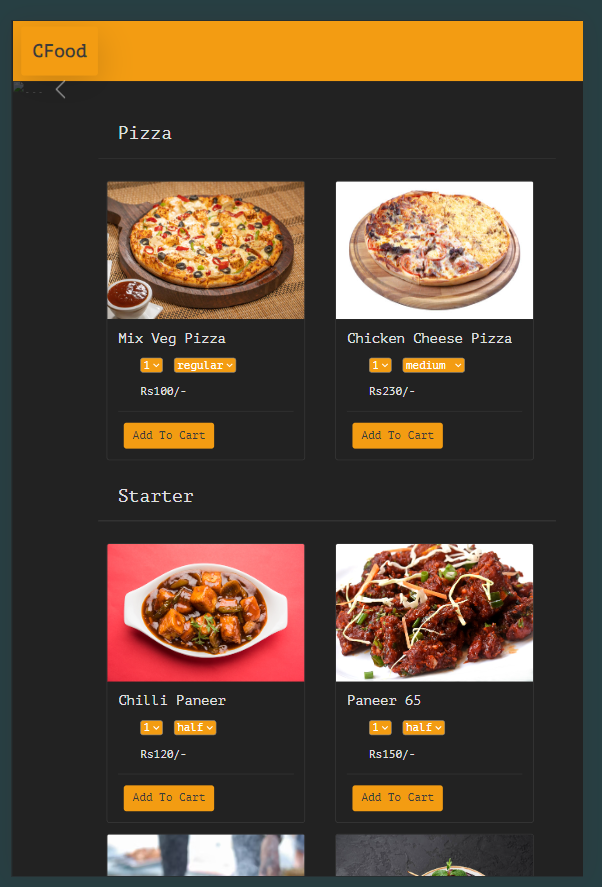 CFood
Pizza
Mix Veg Pizza
1 regular
Rs100/-
Add To Cart
Chicken Cheese Pizza
1 medium
Rs230/-
Add To Cart
Starter
Chilli Paneer
1 half
Rs120/-
Add To Cart
Paneer 65
1 half
Rs150/-
Add To Cart